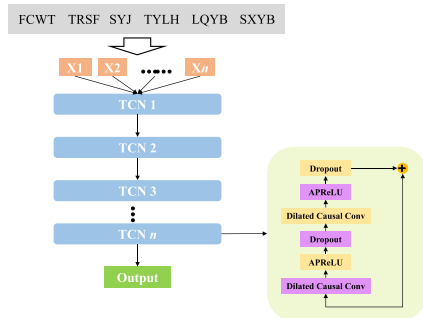 FCWT TRSF SYJ TYLH LQYB SXYB
X1 X2 ...... Xn
TCN 1
TCN 2
TCN 3
TCN n
Output
Dropout
APReLU
Dilated Causal Conv
Dropout
APReLU
Dilated Causal Conv